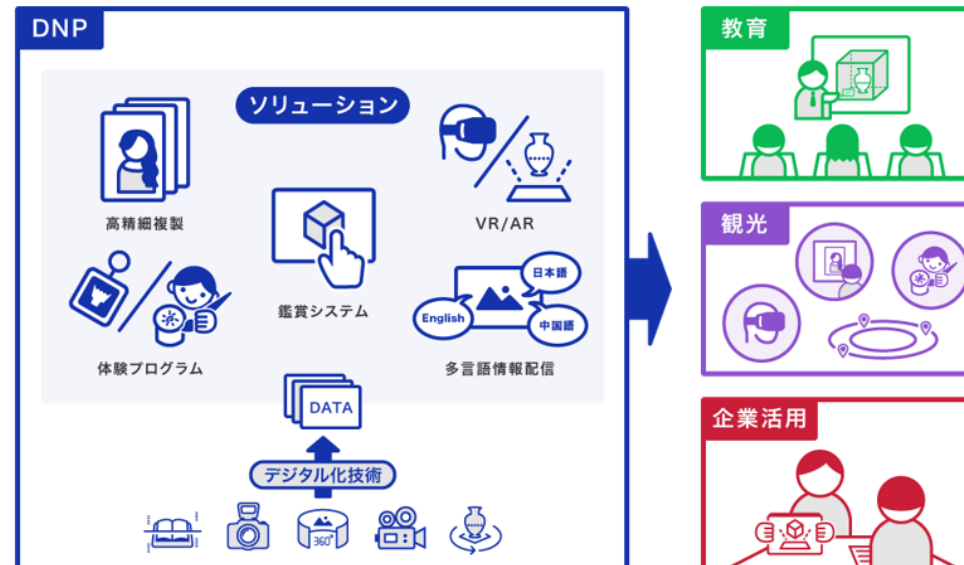 DNP
ソリューション
高精細複製
VR/AR
鑑賞システム
体験プログラム
日本語
English
中国語
多言語情報配信
DATA
デジタル化技術
360°
教育
観光
企業活用